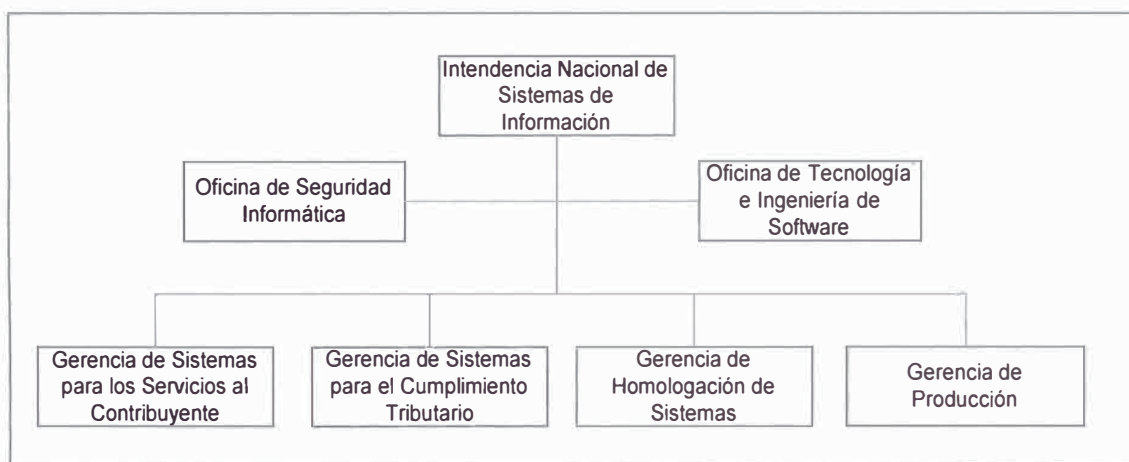 Intendencia Nacional de
Sistemas de
Información
Oficina de Seguridad
Informática
Oficina de Tecnología
e Ingeniería de
Software
Gerencia de Sistemas
para los Servicios al
Contribuyente
Gerencia de Sistemas
para el Cumplimiento
Tributario
Gerencia de
Homologación de
Sistemas
Gerencia de
Producción